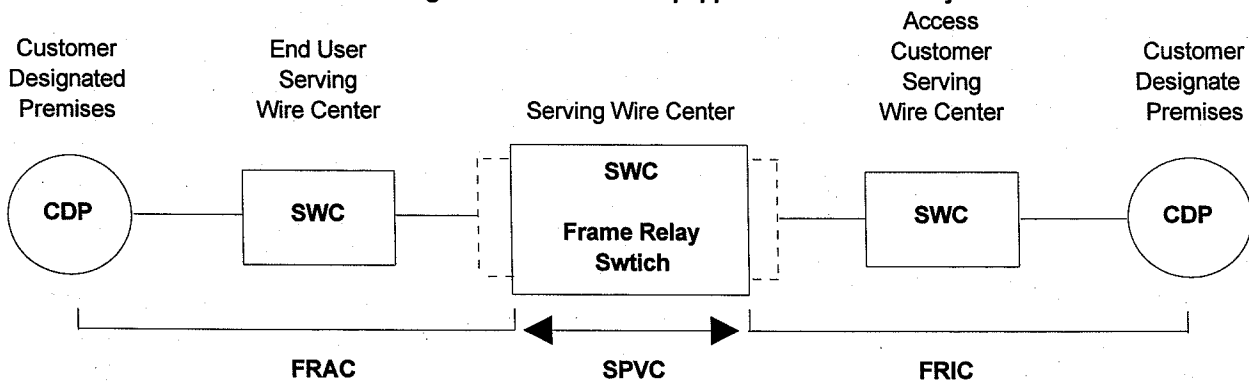 Customer
Designated
Premises
End User
Serving
Wire Center
Serving Wire Center
Access
Customer
Serving
Wire Center
Customer
Designate
Premises
CDP
SWC
SWC
Frame Relay
Swtich
SWC
CDP
FRAC
SPVC
FRIC